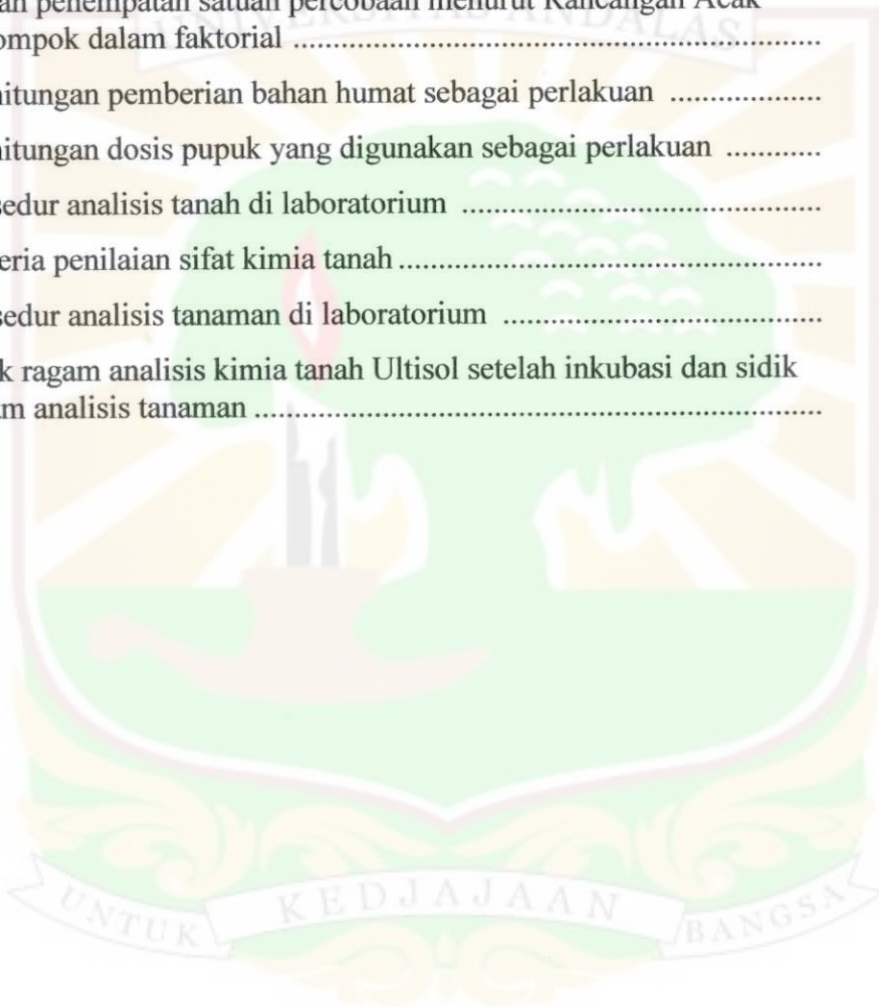 an penempatan satuan percobaan menurut Rancangan Acak
ompok dalam faktorial ........................................................................
itungan pemberian bahan humat sebagai perlakuan ....................
itungan dosis pupuk yang digunakan sebagai perlakuan .............
sedur analisis tanah di laboratorium .................................................
eria penilaian sifat kimia tanah ..........................................................
sedur analisis tanaman di laboratorium ...........................................
k ragam analisis kimia tanah Ultisol setelah inkubasi dan sidik
m analisis tanaman ..............................................................................
UNTUK KEDJAJAAN BANGSA